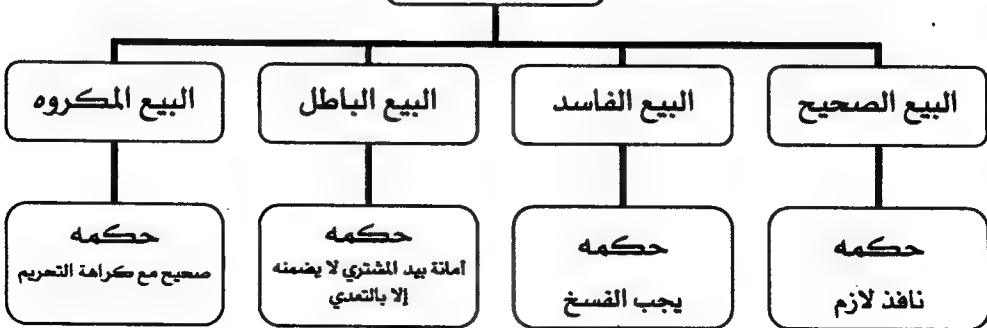 البيع الصحيح
البيع الفاسد
البيع الباطل
البيع المكروه
حكمه
نافذ لازم
حكمه
يجب الفسخ
حكمه
أمانة بيد المشتري لا يضمنه
إلا بالتعدي
حكمه
صحيح مع كراهة التحريم